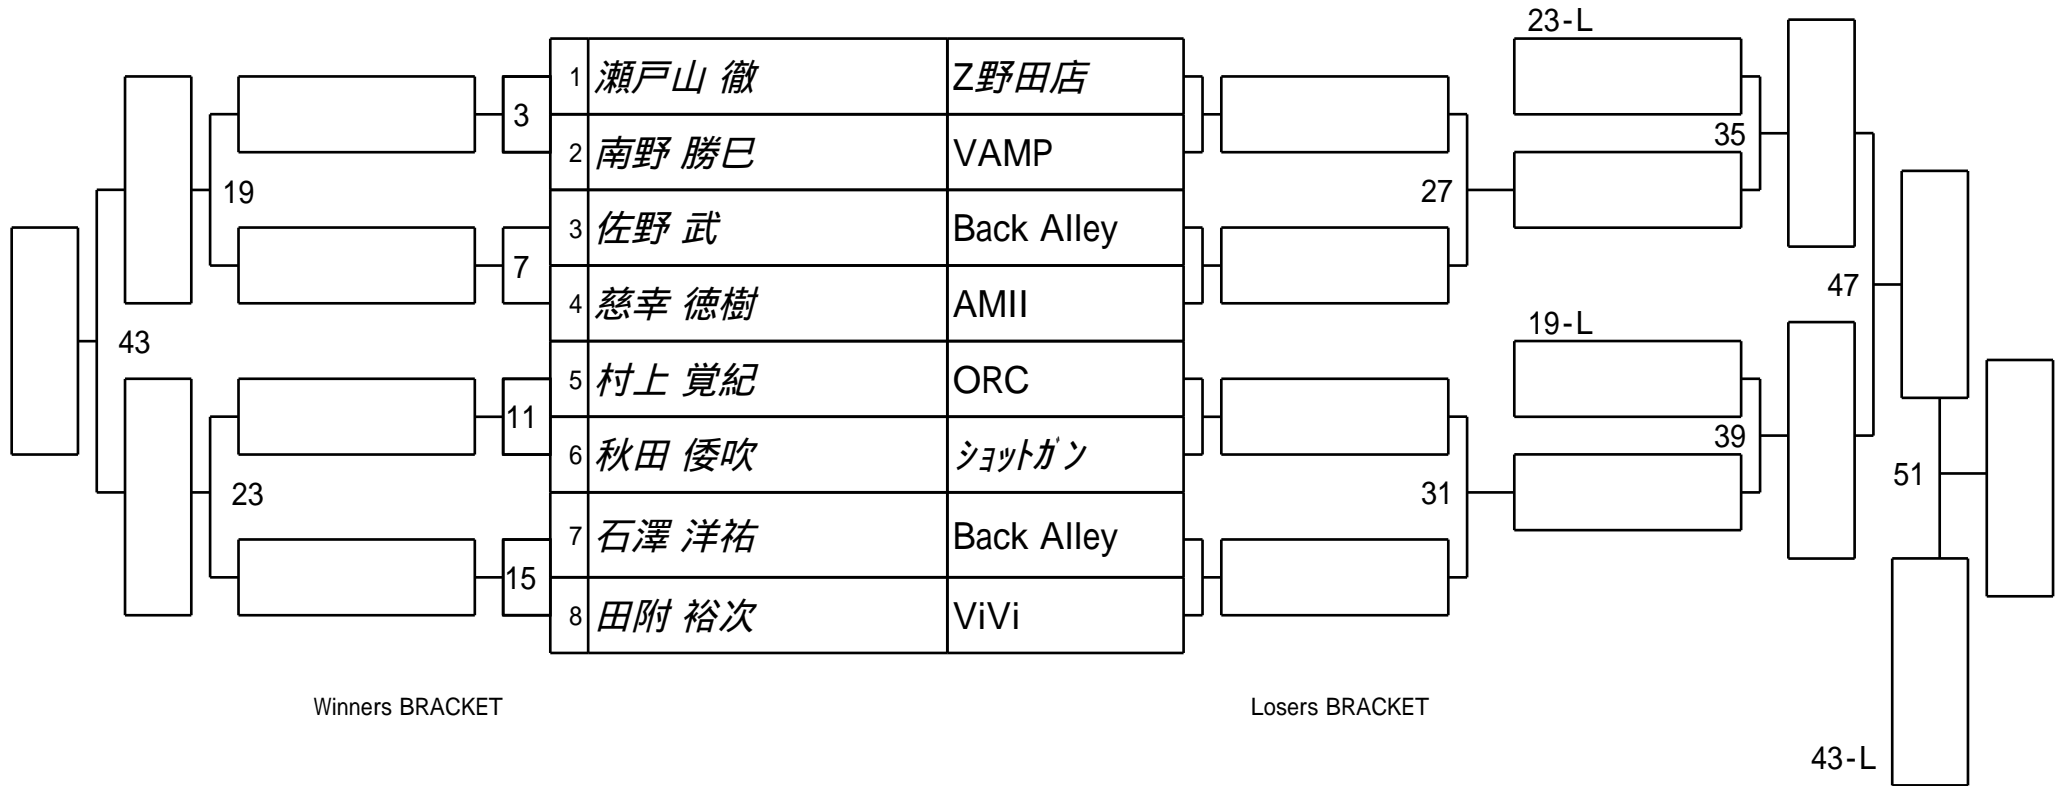 23-L
1 瀬戸山 徹 Z野田店
3
2 南野 勝巳 VAMP
35
19
27
3 佐野 武 Back Alley
7
4 慈幸 徳樹 AMII
47
19-L
43
5 村上 覚紀 ORC
11
39
6 秋田 倭吹 ｼｮｯﾄｶﾞﾝ
51
23
31
7 石澤 洋祐 Back Alley
15
8 田附 裕次 ViVi
Winners BRACKET
Losers BRACKET
43-L